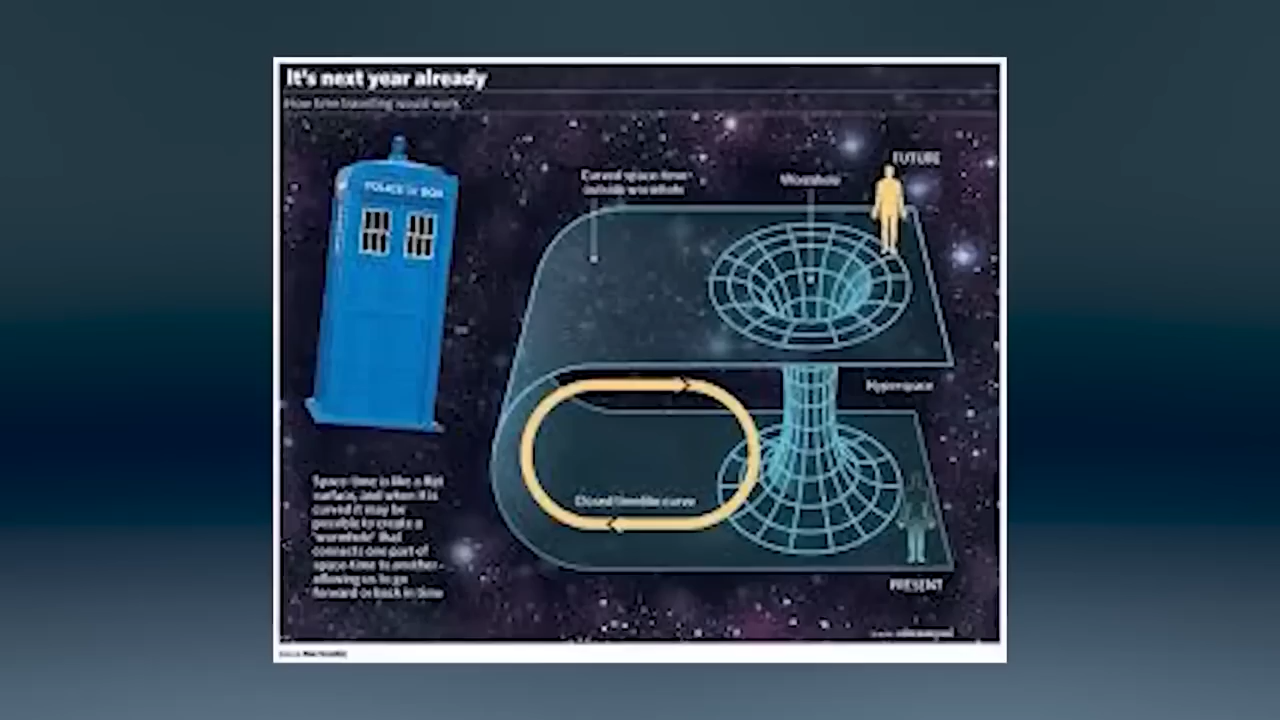 It's next year already
How time travelling would work
POLICE BOX
Curved space-time
outside wormhole
Wormhole
FUTURE
Hyperspace
Closed timelike curve
Space-time is like a flat
surface, and when it is
curved it may be
possible to create a
'wormhole' that
connects one part of
space-time to another -
allowing us to go
forward or back in time
PRESENT